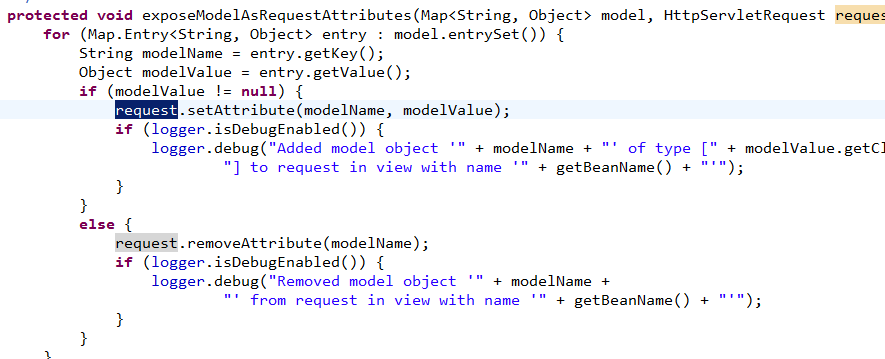 protected void exposeModelAsRequestAttributes(Map<String, Object> model, HttpServletRequest reques
for (Map.Entry<String, Object> entry : model.entrySet()) {
String modelName = entry.getKey();
Object modelValue = entry.getValue();
if (modelValue != null) {
request.setAttribute(modelName, modelValue);
if (logger.isDebugEnabled()) {
logger.debug("Added model object '" + modelName + "' of type [" + modelValue.getCl
"] to request in view with name '" + getBeanName() + "'");
}
}
else {
request.removeAttribute(modelName);
if (logger.isDebugEnabled()) {
logger.debug("Removed model object '" + modelName +
"' from request in view with name '" + getBeanName() + "'");
}
}
}